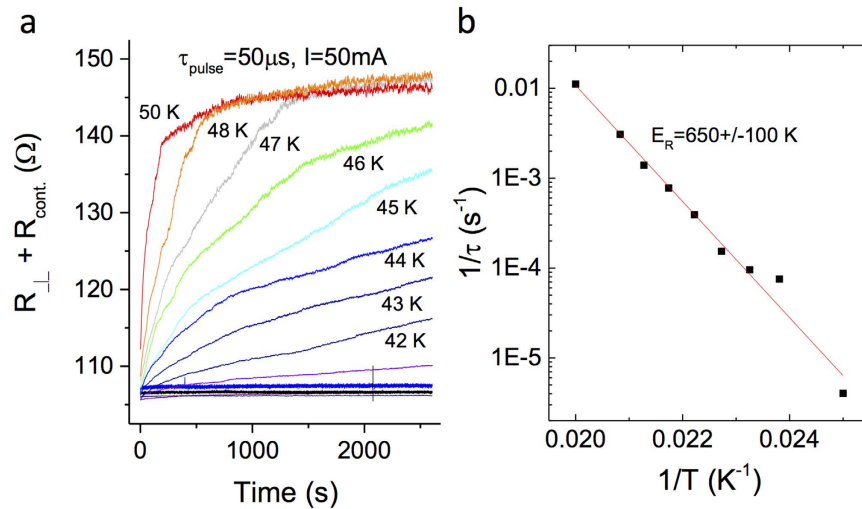 a
τpulse=50μs, I=50mA
50 K
48 K
47 K
46 K
45 K
44 K
43 K
42 K
R_|_ + Rcont. (Ω)
150
140
130
120
110
0
1000
2000
Time (s)
b
ER=650+/-100 K
1/τ (s-1)
0.01
1E-3
1E-4
1E-5
0.020
0.022
0.024
1/T (K-1)